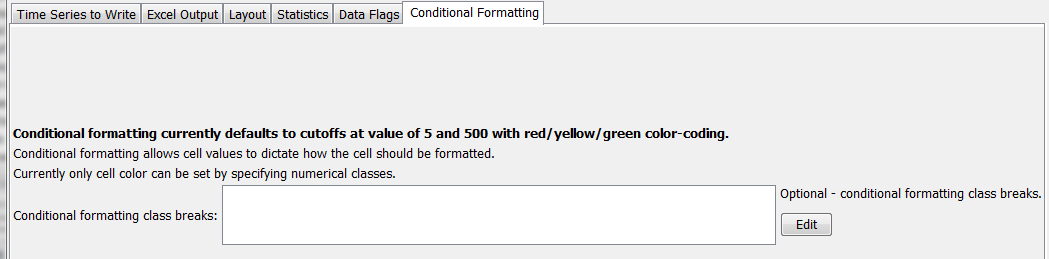 Time Series to Write Excel Output Layout Statistics Data Flags Conditional Formatting
Conditional formatting currently defaults to cutoffs at value of 5 and 500 with red/yellow/green color-coding.
Conditional formatting allows cell values to dictate how the cell should be formatted.
Currently only cell color can be set by specifying numerical classes.
Optional - conditional formatting class breaks.
Conditional formatting class breaks:
Edit